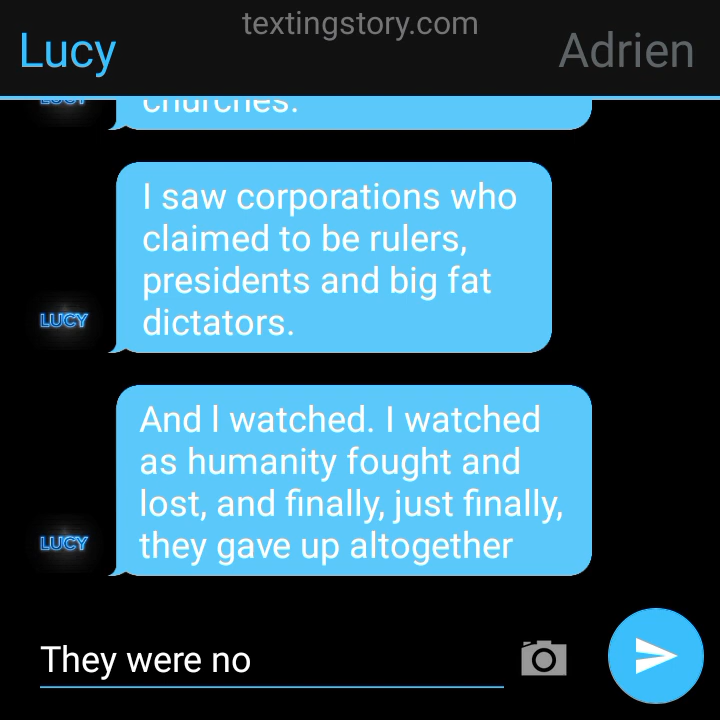 textingstory.com
Lucy
Adrien
LUCY
churches.
I saw corporations who
claimed to be rulers,
presidents and big fat
dictators.
LUCY
And I watched. I watched
as humanity fought and
lost, and finally, just finally,
they gave up altogether
LUCY
They were no